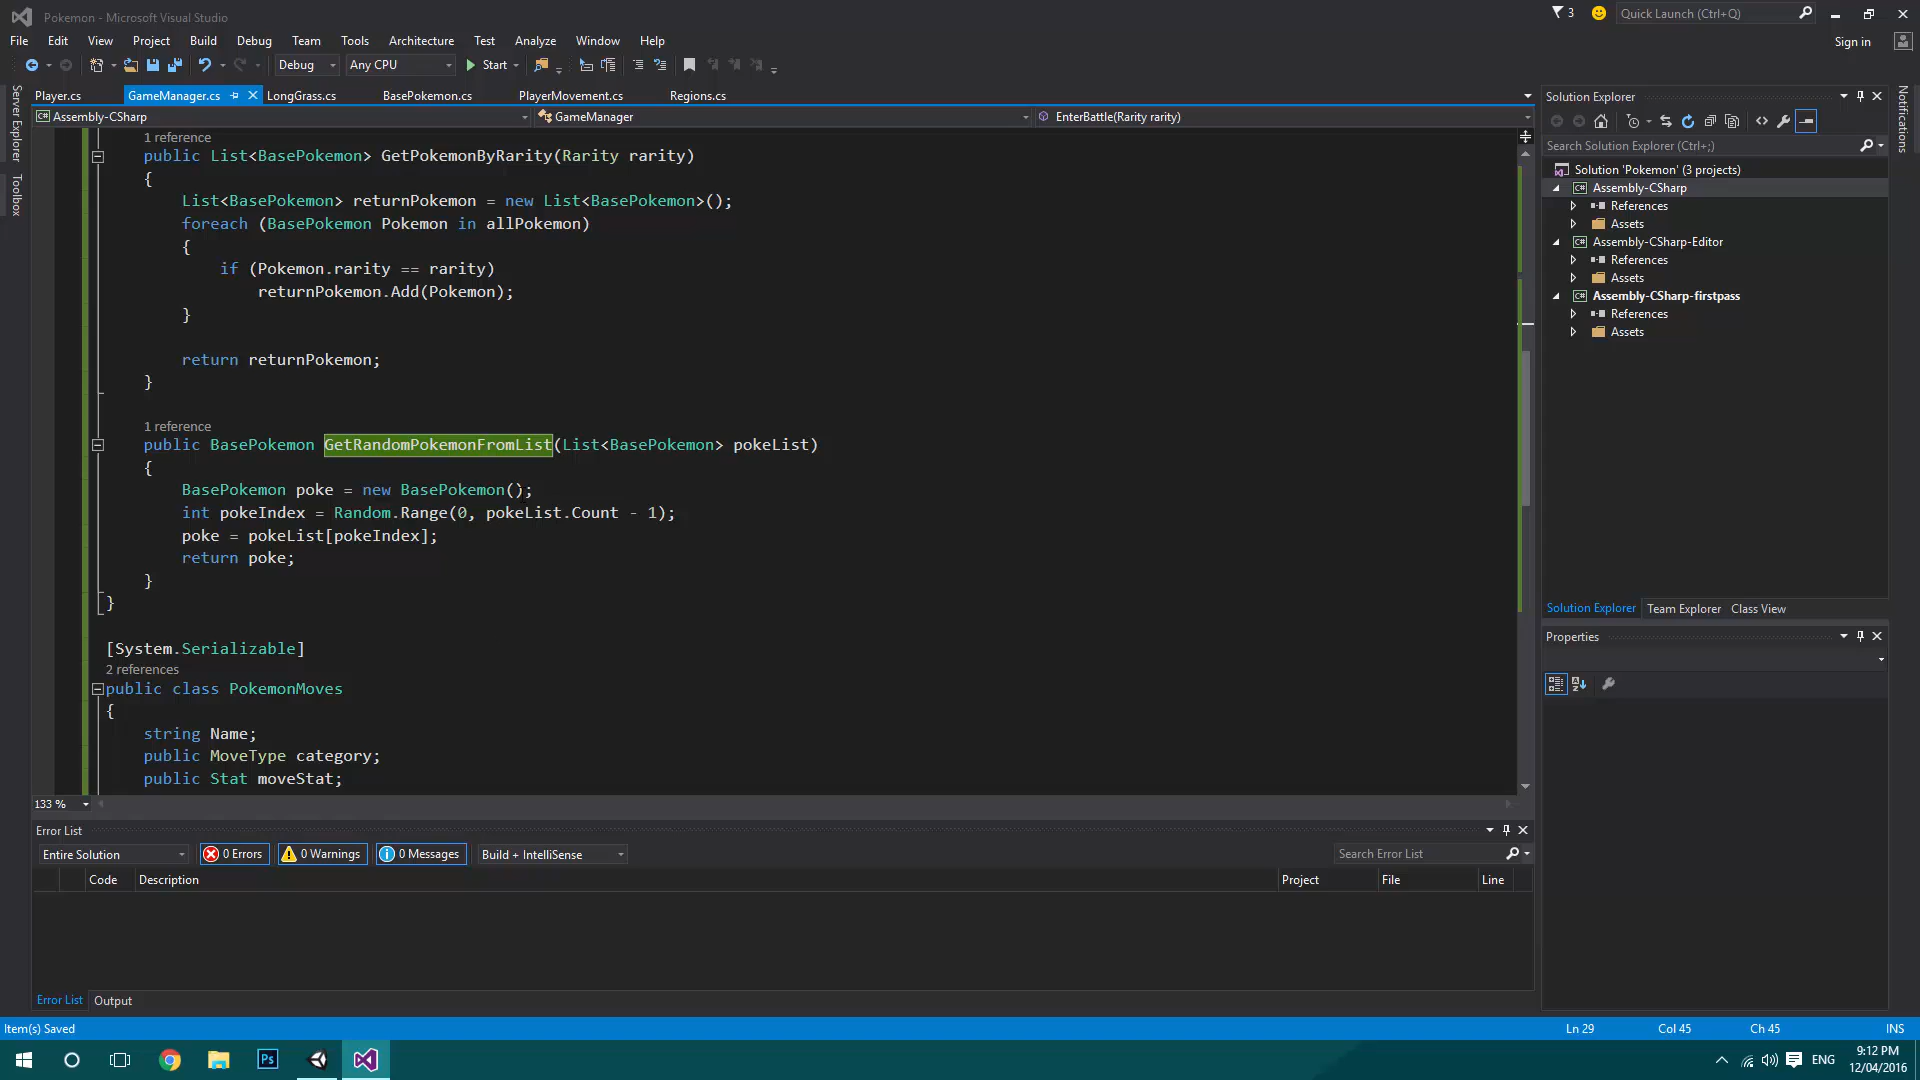 Pokemon - Microsoft Visual Studio
3
Quick Launch (Ctrl+Q)
File Edit View Project Build Debug Team Tools Architecture Test Analyze Window Help
Sign in
Debug Any CPU Start
Server Explorer
Toolbox
Notifications
Player.cs GameManager.cs LongGrass.cs BasePokemon.cs PlayerMovement.cs Regions.cs
Assembly-CSharp GameManager EnterBattle(Rarity rarity)
1 reference
public List<BasePokemon> GetPokemonByRarity(Rarity rarity)
{
List<BasePokemon> returnPokemon = new List<BasePokemon>();
foreach (BasePokemon Pokemon in allPokemon)
{
if (Pokemon.rarity == rarity)
returnPokemon.Add(Pokemon);
}
return returnPokemon;
}
1 reference
public BasePokemon GetRandomPokemonFromList(List<BasePokemon> pokeList)
{
BasePokemon poke = new BasePokemon();
int pokeIndex = Random.Range(0, pokeList.Count - 1);
poke = pokeList[pokeIndex];
return poke;
}
}
[System.Serializable]
2 references
public class PokemonMoves
{
string Name;
public MoveType category;
public Stat moveStat;
133 %
Error List
Entire Solution 0 Errors 0 Warnings 0 Messages Build + IntelliSense Search Error List
Code Description Project File Line
Error List Output
Solution Explorer
Search Solution Explorer (Ctrl+;)
Solution 'Pokemon' (3 projects)
Assembly-CSharp
References
Assets
Assembly-CSharp-Editor
References
Assets
Assembly-CSharp-firstpass
References
Assets
Solution Explorer Team Explorer Class View
Properties
Item(s) Saved Ln 29 Col 45 Ch 45 INS
Ps
ENG
9:12 PM
12/04/2016